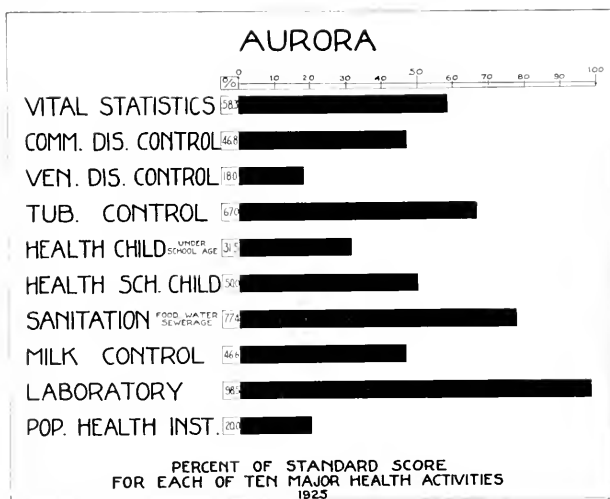 AURORA
% 0 10 20 30 40 50 60 70 80 90 100
VITAL STATISTICS 58.3
COMM. DIS. CONTROL 46.8
VEN. DIS. CONTROL 18.0
TUB. CONTROL 67.0
HEALTH CHILD UNDER SCHOOL AGE 31.5
HEALTH SCH. CHILD 50.0
SANITATION FOOD, WATER SEWERAGE 77.4
MILK CONTROL 46.6
LABORATORY 98.5
POP. HEALTH INST. 20.0
PERCENT OF STANDARD SCORE
FOR EACH OF TEN MAJOR HEALTH ACTIVITIES
1925